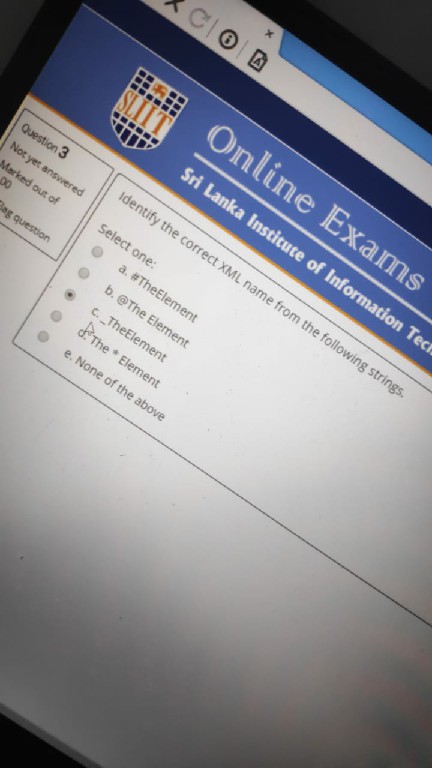 SLIIT
Online Exams
Sri Lanka Institute of Information
Question 3
Not yet answered
Marked out of
00
question
Identify the correct XML name from the following strings.
Select one:
a. #TheElement
b. @The Element
c. _TheElement
d. The * Element
e. None of the above